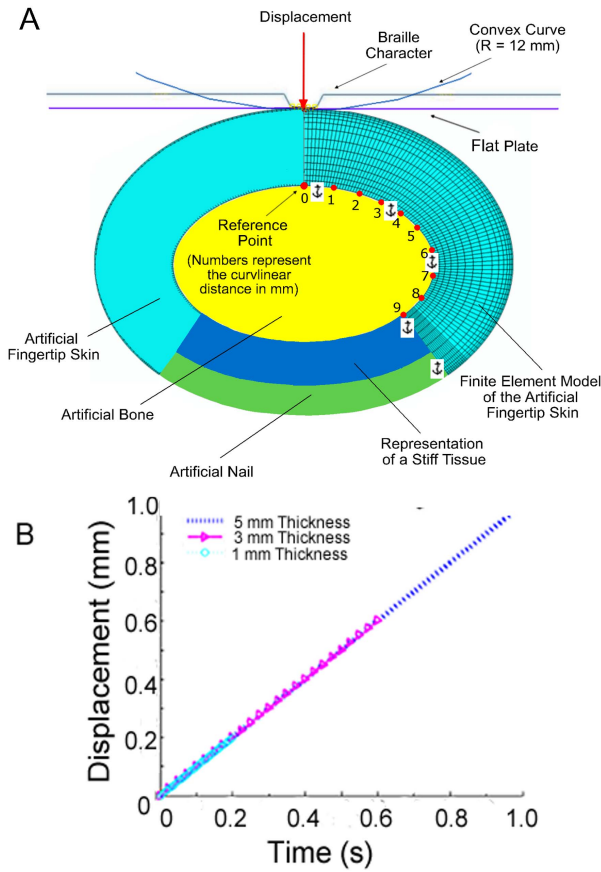 A
Displacement
Braille
Character
Convex Curve
(R = 12 mm)
Flat Plate
0
1
2
3
4
5
6
7
8
9
Reference
Point
(Numbers represent
the curvlinear
distance in mm)
Artificial
Fingertip Skin
Artificial Bone
Artificial Nail
Representation
of a Stiff Tissue
Finite Element Model
of the Artificial
Fingertip Skin
B
5 mm Thickness
3 mm Thickness
1 mm Thickness
Displacement (mm)
1.0
0.8
0.6
0.4
0.2
0
0 0.2 0.4 0.6 0.8 1.0
Time (s)